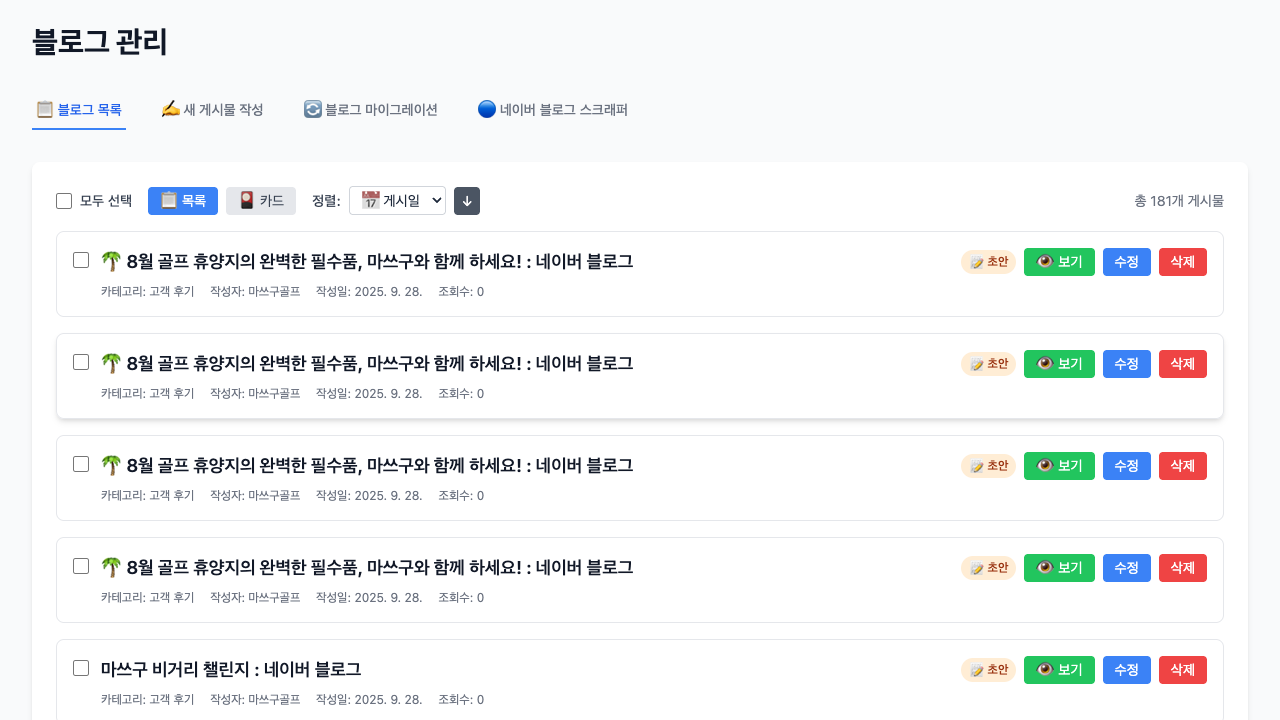 블로그 관리
📋 블로그 목록 ✍️ 새 게시물 작성 🔄 블로그 마이그레이션 🔵 네이버 블로그 스크래퍼
모두 선택 📋 목록 🎴 카드 정렬: 📅 게시일 ↓ 총 181개 게시물
🌴 8월 골프 휴양지의 완벽한 필수품, 마쓰구와 함께 하세요! : 네이버 블로그 📝 초안 👁️ 보기 수정 삭제
카테고리: 고객 후기 작성자: 마쓰구골프 작성일: 2025. 9. 28. 조회수: 0
🌴 8월 골프 휴양지의 완벽한 필수품, 마쓰구와 함께 하세요! : 네이버 블로그 📝 초안 👁️ 보기 수정 삭제
카테고리: 고객 후기 작성자: 마쓰구골프 작성일: 2025. 9. 28. 조회수: 0
🌴 8월 골프 휴양지의 완벽한 필수품, 마쓰구와 함께 하세요! : 네이버 블로그 📝 초안 👁️ 보기 수정 삭제
카테고리: 고객 후기 작성자: 마쓰구골프 작성일: 2025. 9. 28. 조회수: 0
🌴 8월 골프 휴양지의 완벽한 필수품, 마쓰구와 함께 하세요! : 네이버 블로그 📝 초안 👁️ 보기 수정 삭제
카테고리: 고객 후기 작성자: 마쓰구골프 작성일: 2025. 9. 28. 조회수: 0
마쓰구 비거리 챌린지 : 네이버 블로그 📝 초안 👁️ 보기 수정 삭제
카테고리: 고객 후기 작성자: 마쓰구골프 작성일: 2025. 9. 28. 조회수: 0